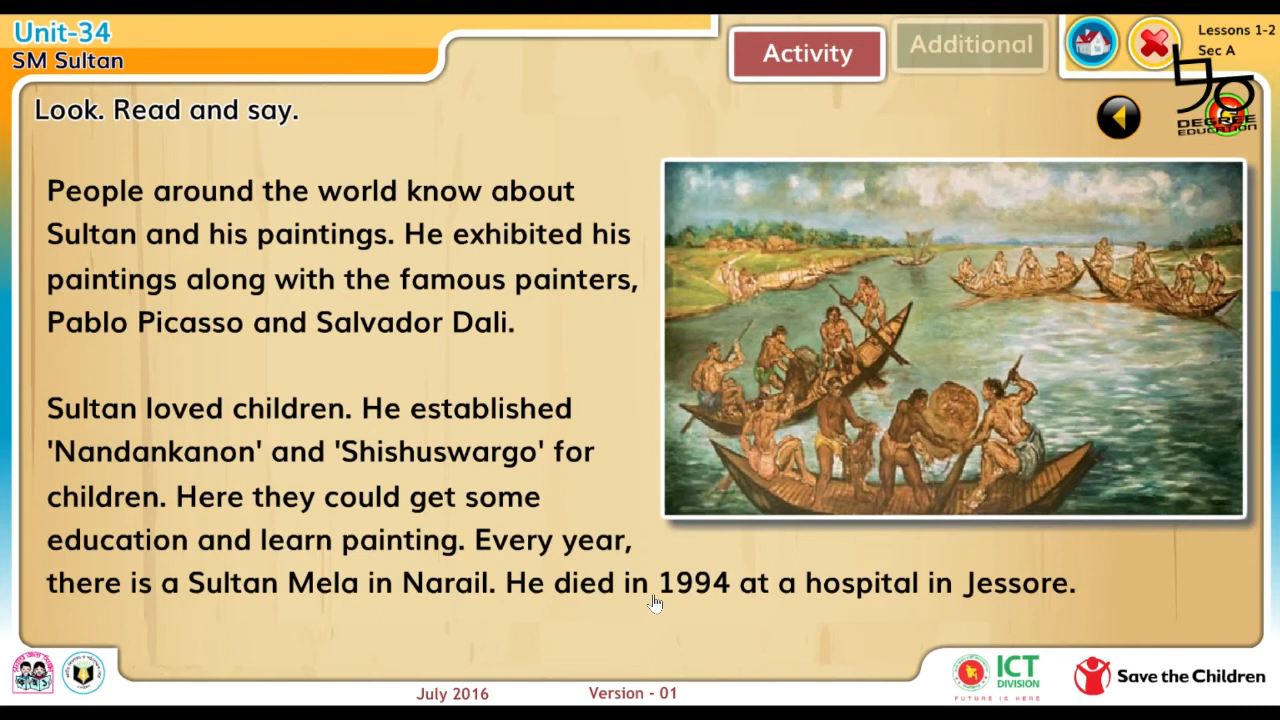 Unit-34
SM Sultan
Activity
Additional
Lessons 1-2
Sec A
Look. Read and say.
DEGREE
EDUCATION
People around the world know about
Sultan and his paintings. He exhibited his
paintings along with the famous painters,
Pablo Picasso and Salvador Dali.
Sultan loved children. He established
'Nandankanon' and 'Shishuswargo' for
children. Here they could get some
education and learn painting. Every year,
there is a Sultan Mela in Narail. He died in 1994 at a hospital in Jessore.
July 2016
Version - 01
ICT
DIVISION
FUTURE IS HERE
Save the Children